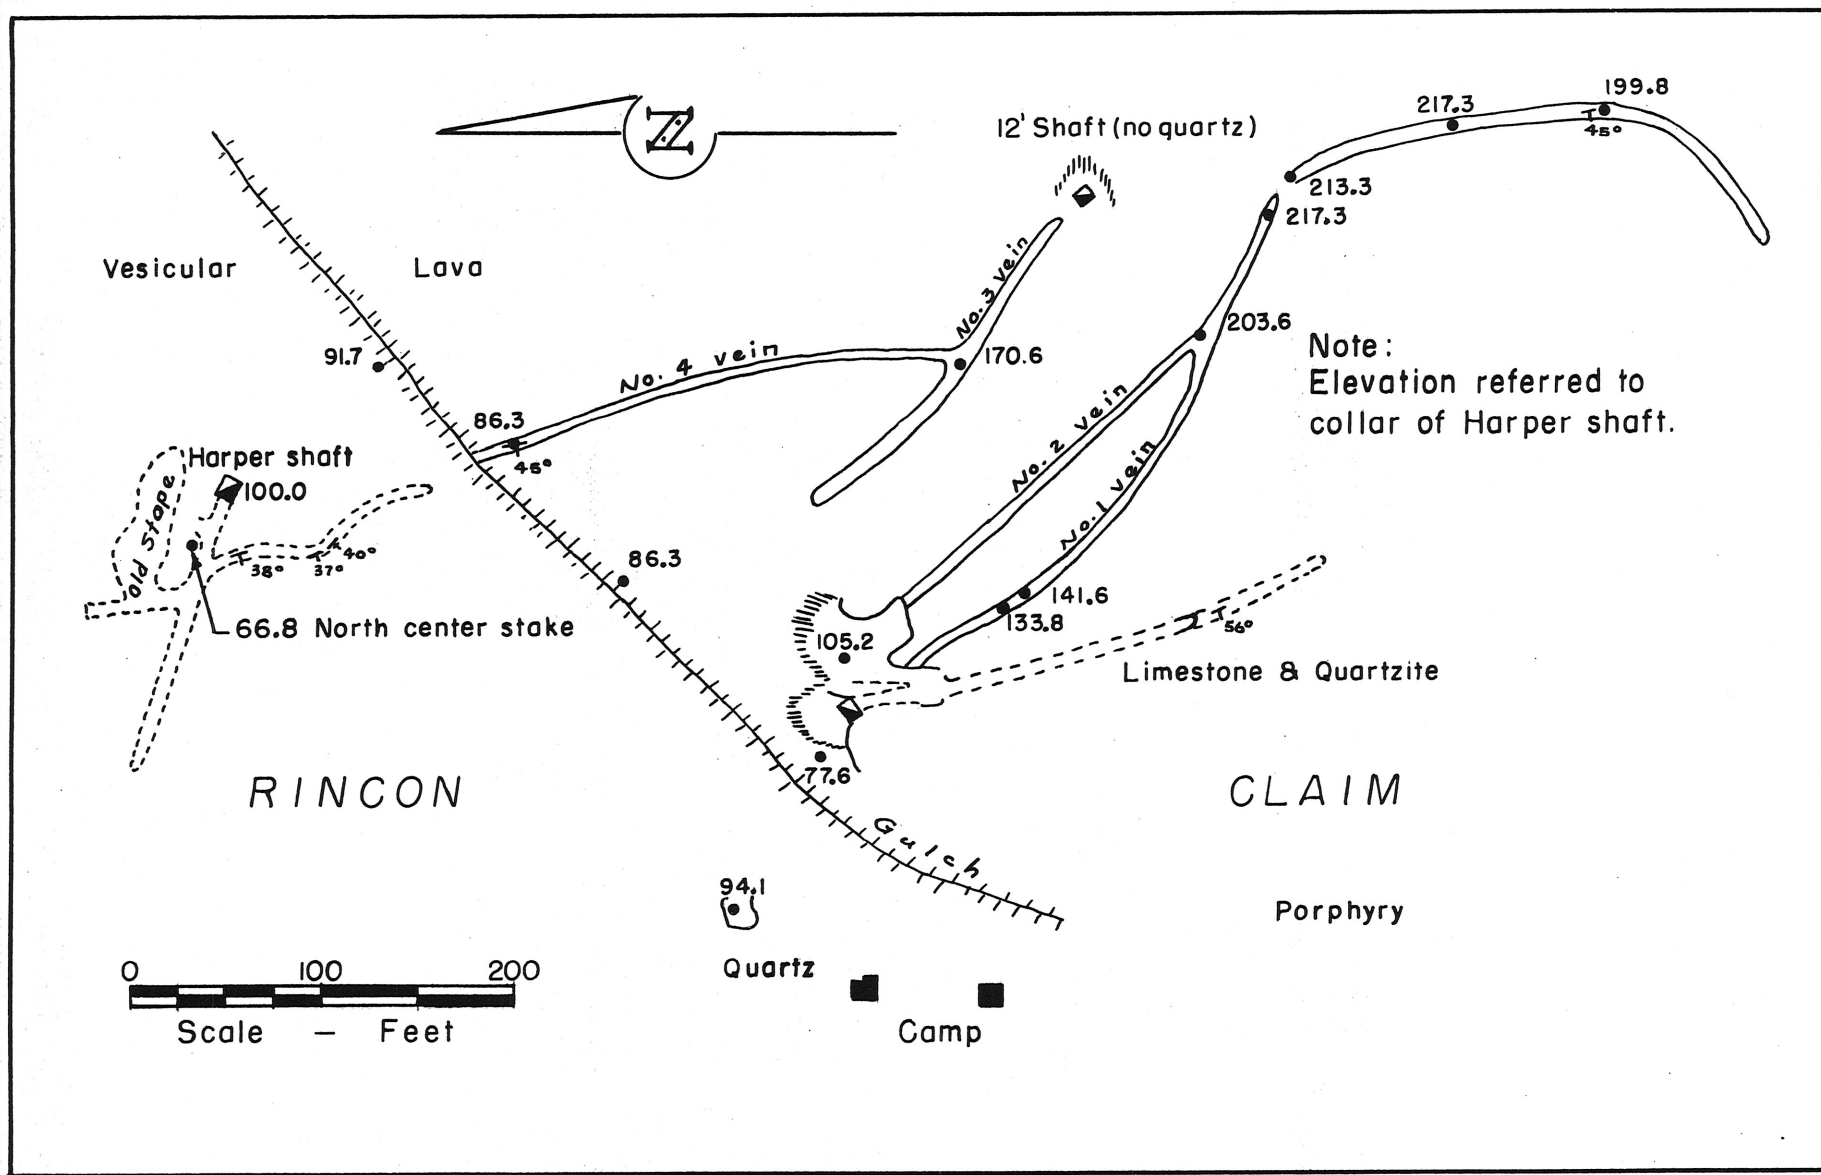 199.8
217.3
45°
12' Shaft (no quartz)
N
213.3
217.3
Vesicular Lava
No. 3 vein
203.6
91.7
No. 4 vein
170.6
Note:
Elevation referred to
collar of Harper shaft.
86.3
45°
No. 2 vein
Harper shaft
100.0
Old Stope
No. 1 vein
38°
37°
40°
86.3
141.6
133.8
56°
66.8 North center stake
105.2
Limestone & Quartzite
77.6
RINCON CLAIM
Gulch
94.1
Porphyry
Quartz
0 100 200
Scale — Feet
Camp